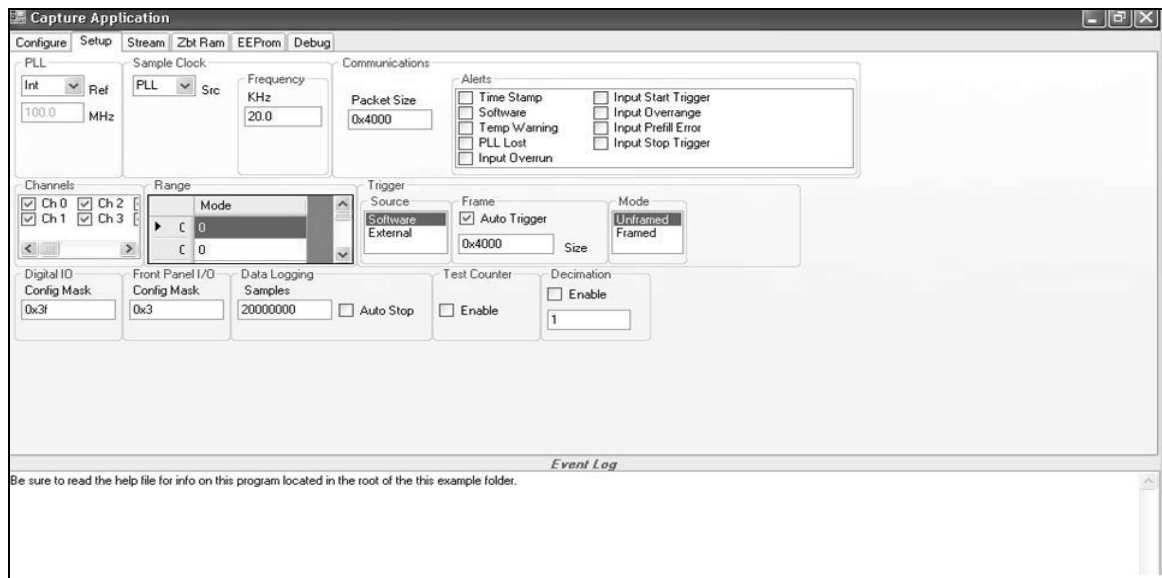 Capture Application
Configure Setup Stream Zbt Ram EEProm Debug
PLL
Int Ref
100.0 MHz
Sample Clock
PLL Src
Frequency
KHz
20.0
Communications
Packet Size
0x4000
Alerts
Time Stamp
Software
Temp Warning
PLL Lost
Input Overrun
Input Start Trigger
Input Overrange
Input Prefill Error
Input Stop Trigger
Channels
Ch 0 Ch 2
Ch 1 Ch 3
Range
Mode
C 0
C 0
Trigger
Source
Software
External
Frame
Auto Trigger
0x4000 Size
Mode
Unframed
Framed
Digital IO
Config Mask
0x3f
Front Panel I/O
Config Mask
0x3
Data Logging
Samples
20000000 Auto Stop
Test Counter
Enable
Decimation
Enable
1
Event Log
Be sure to read the help file for info on this program located in the root of the this example folder.